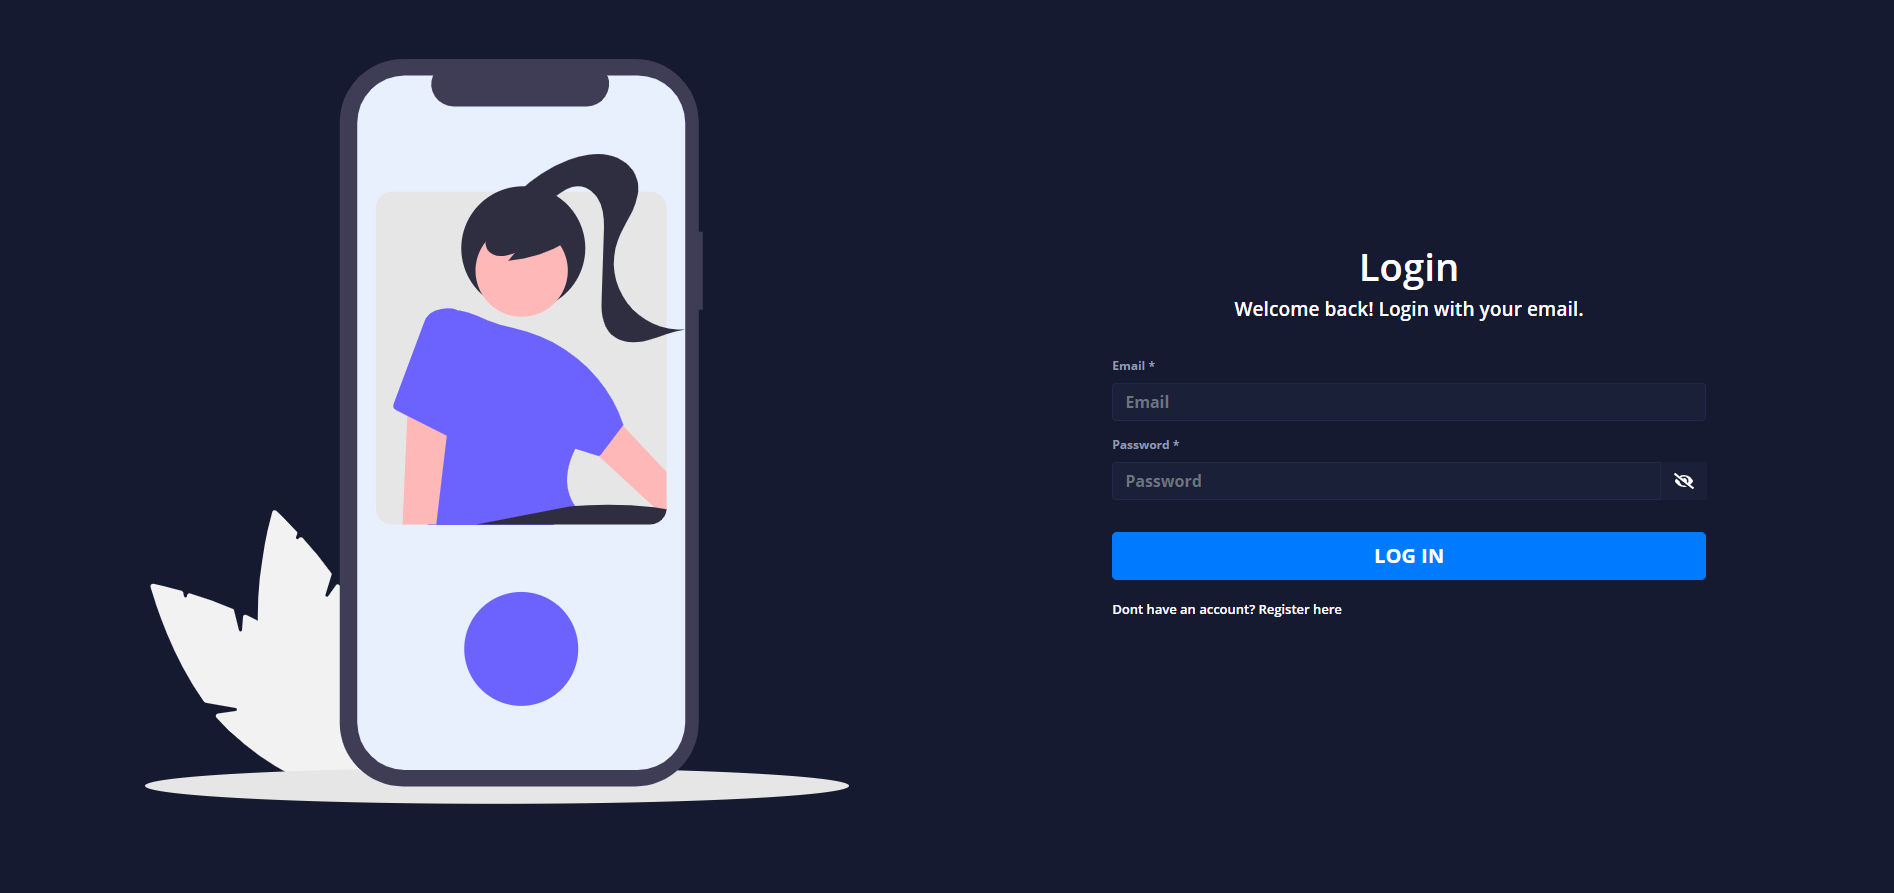 Login
Welcome back! Login with your email.
Email *
Email
Password *
Password
LOG IN
Dont have an account? Register here